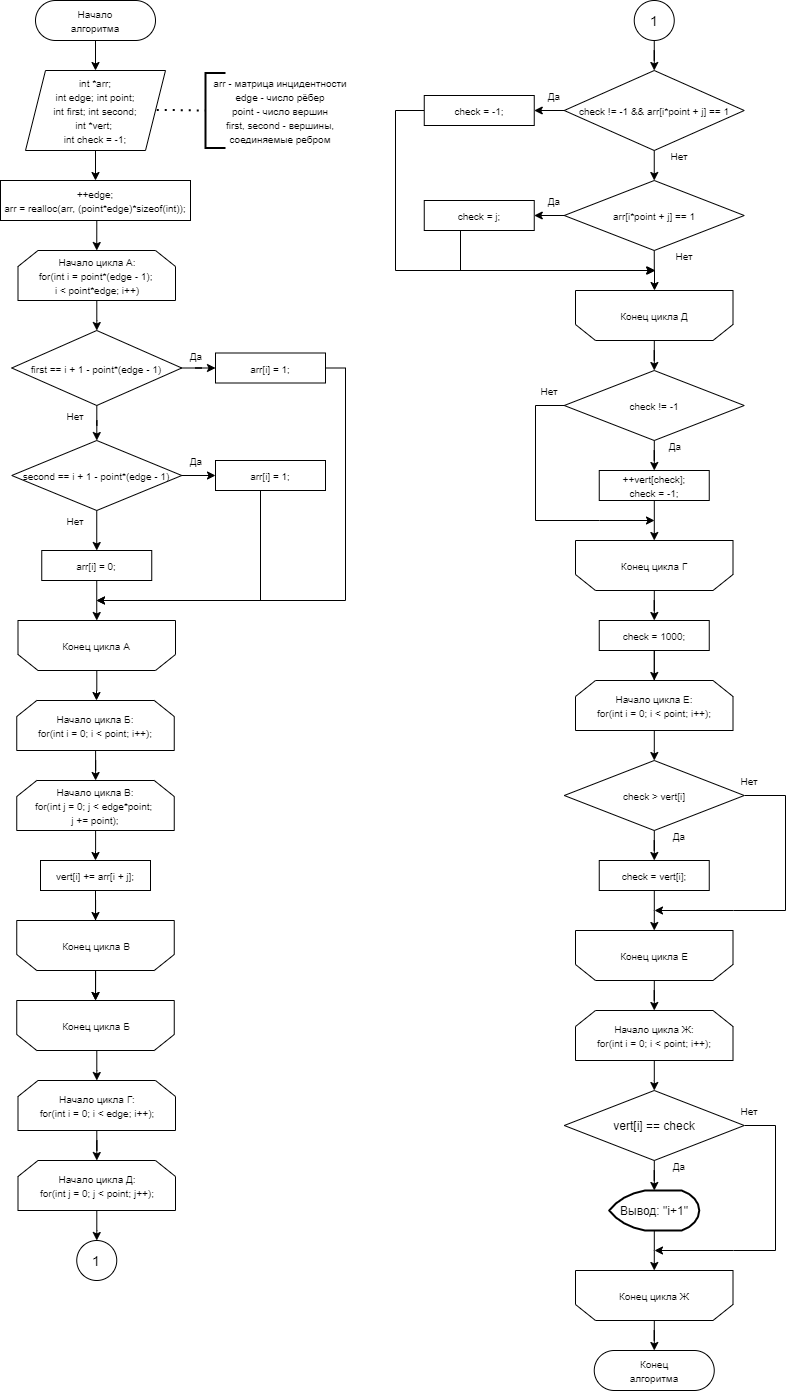 Начало
алгоритма
int *arr;
int edge; int point;
int first; int second;
int *vert;
int check = -1;
arr - матрица инцидентности
edge - число рёбер
point - число вершин
first, second - вершины,
соединяемые ребром
++edge;
arr = realloc(arr, (point*edge)*sizeof(int));
Начало цикла А:
for(int i = point*(edge - 1);
i < point*edge; i++)
first == i + 1 - point*(edge - 1)
Да
arr[i] = 1;
Нет
second == i + 1 - point*(edge - 1)
Да
arr[i] = 1;
Нет
arr[i] = 0;
Конец цикла А
Начало цикла Б:
for(int i = 0; i < point; i++);
Начало цикла В:
for(int j = 0; j < edge*point;
j += point);
vert[i] += arr[i + j];
Конец цикла В
Конец цикла Б
Начало цикла Г:
for(int i = 0; i < edge; i++);
Начало цикла Д:
for(int j = 0; j < point; j++);
1
1
check != -1 && arr[i*point + j] == 1
Да
check = -1;
Нет
arr[i*point + j] == 1
Да
check = j;
Нет
Конец цикла Д
check != -1
Нет
Да
++vert[check];
check = -1;
Конец цикла Г
check = 1000;
Начало цикла Е:
for(int i = 0; i < point; i++);
check > vert[i]
Нет
Да
check = vert[i];
Конец цикла Е
Начало цикла Ж:
for(int i = 0; i < point; i++);
vert[i] == check
Нет
Да
Вывод: "i+1"
Конец цикла Ж
Конец
алгоритма